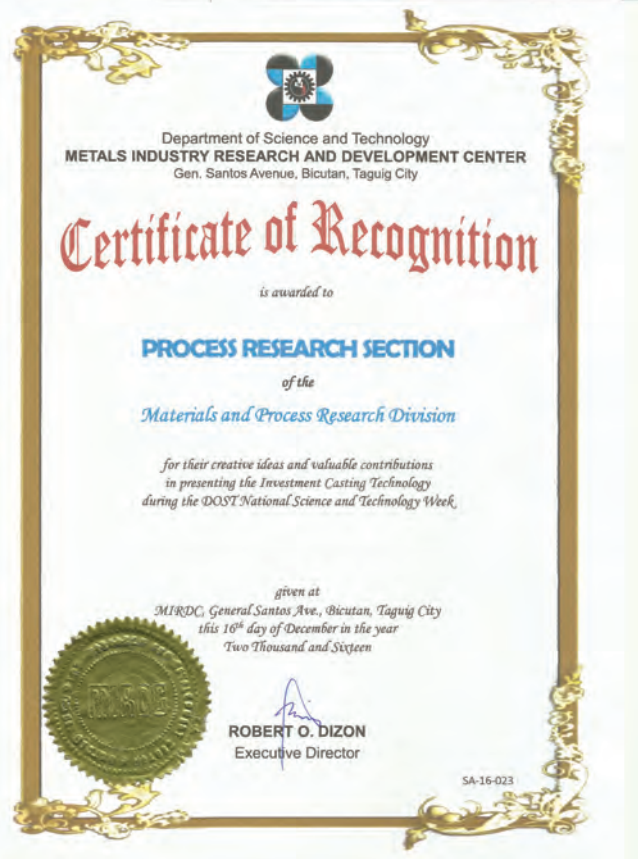 Department of Science and Technology
METALS INDUSTRY RESEARCH AND DEVELOPMENT CENTER
Gen. Santos Avenue, Bicutan, Taguig City
Certificate of Recognition
is awarded to
PROCESS RESEARCH SECTION
of the
Materials and Process Research Division
for their creative ideas and valuable contributions
in presenting the Investment Casting Technology
during the DOST National Science and Technology Week
given at
MIRDC, General Santos Ave., Bicutan, Taguig City
this 16th day of December in the year
Two Thousand and Sixteen
ROBERT O. DIZON
Executive Director
SA-16-023